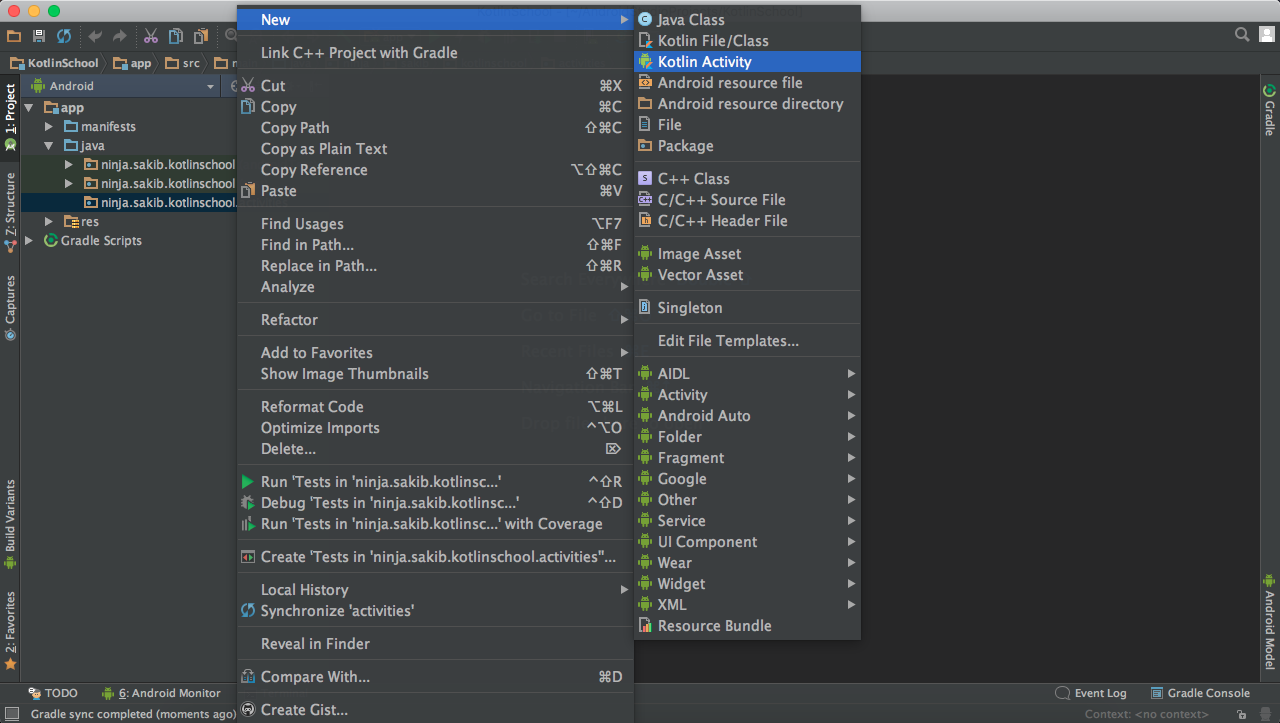 New
Java Class
Kotlin File/Class
Kotlin Activity
Android resource file
Android resource directory
File
Package
C++ Class
C/C++ Source File
C/C++ Header File
Image Asset
Vector Asset
Singleton
Edit File Templates...
AIDL
Activity
Android Auto
Folder
Fragment
Google
Other
Service
UI Component
Wear
Widget
XML
Resource Bundle
Link C++ Project with Gradle
Cut ⌘X
Copy ⌘C
Copy Path ⇧⌘C
Copy as Plain Text
Copy Reference ⌥⇧⌘C
Paste ⌘V
Find Usages ⌥F7
Find in Path... ⇧⌘F
Replace in Path... ⇧⌘R
Analyze
Refactor
Add to Favorites
Show Image Thumbnails ⇧⌘T
Reformat Code ⌥⌘L
Optimize Imports ^⌥O
Delete... ⌦
Run 'Tests in 'ninja.sakib.kotlinsc...' ^⇧R
Debug 'Tests in 'ninja.sakib.kotlinsc...' ^⇧D
Run 'Tests in 'ninja.sakib.kotlinsc...' with Coverage
Create 'Tests in 'ninja.sakib.kotlinschool.activities''...
Local History
Synchronize 'activities'
Reveal in Finder
Compare With... ⌘D
Create Gist...
KotlinSchool app src
Android
app
manifests
java
ninja.sakib.kotlinschool
ninja.sakib.kotlinschool
ninja.sakib.kotlinschool.
res
Gradle Scripts
1: Project
Z: Structure
Captures
Build Variants
2: Favorites
Gradle
Android Model
TODO
6: Android Monitor
Event Log
Gradle Console
Gradle sync completed (moments ago)
Context: <no context>